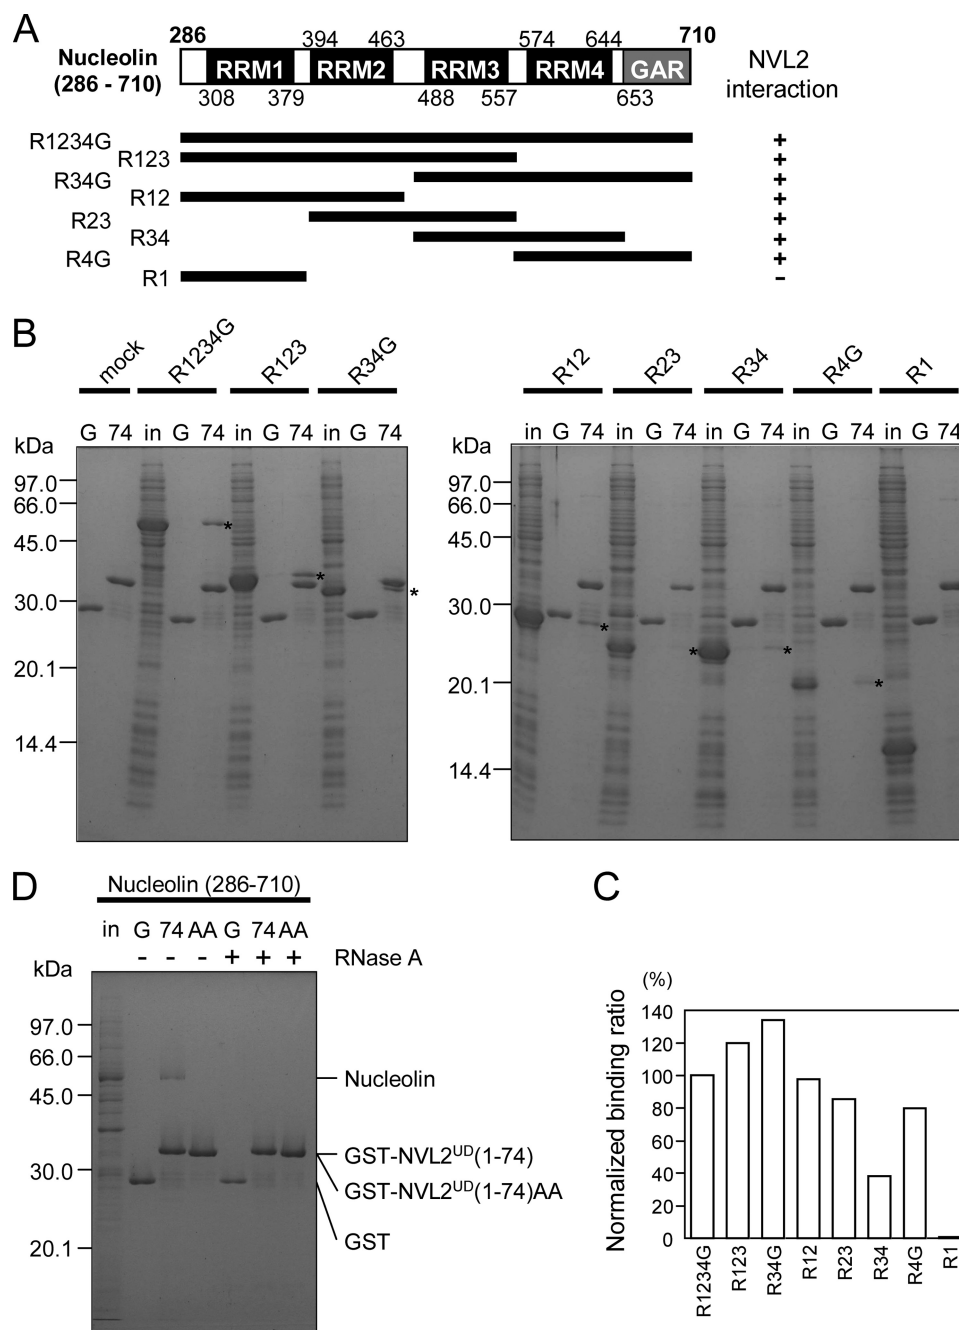 A
286 394 463 574 644 710
Nucleolin
(286 - 710)
RRM1 RRM2 RRM3 RRM4 GAR
308 379 488 557 653
NVL2
interaction
R1234G +
R123 +
R34G +
R12 +
R23 +
R34 +
R4G +
R1 -
B
mock R1234G R123 R34G
G 74 in G 74 in G 74 in G 74
kDa
97.0
66.0
45.0
30.0
20.1
14.4
* * *
R12 R23 R34 R4G R1
in G 74 in G 74 in G 74 in G 74 in G 74
kDa
97.0
66.0
45.0
30.0
20.1
14.4
* * * *
D
Nucleolin (286-710)
in G 74 AA G 74 AA
- - - + + + RNase A
kDa
97.0
66.0
45.0
30.0
20.1
Nucleolin
GST-NVL2UD(1-74)
GST-NVL2UD(1-74)AA
GST
C
(%)
Normalized binding ratio
140
120
100
80
60
40
20
0
R1234G R123 R34G R12 R23 R34 R4G R1